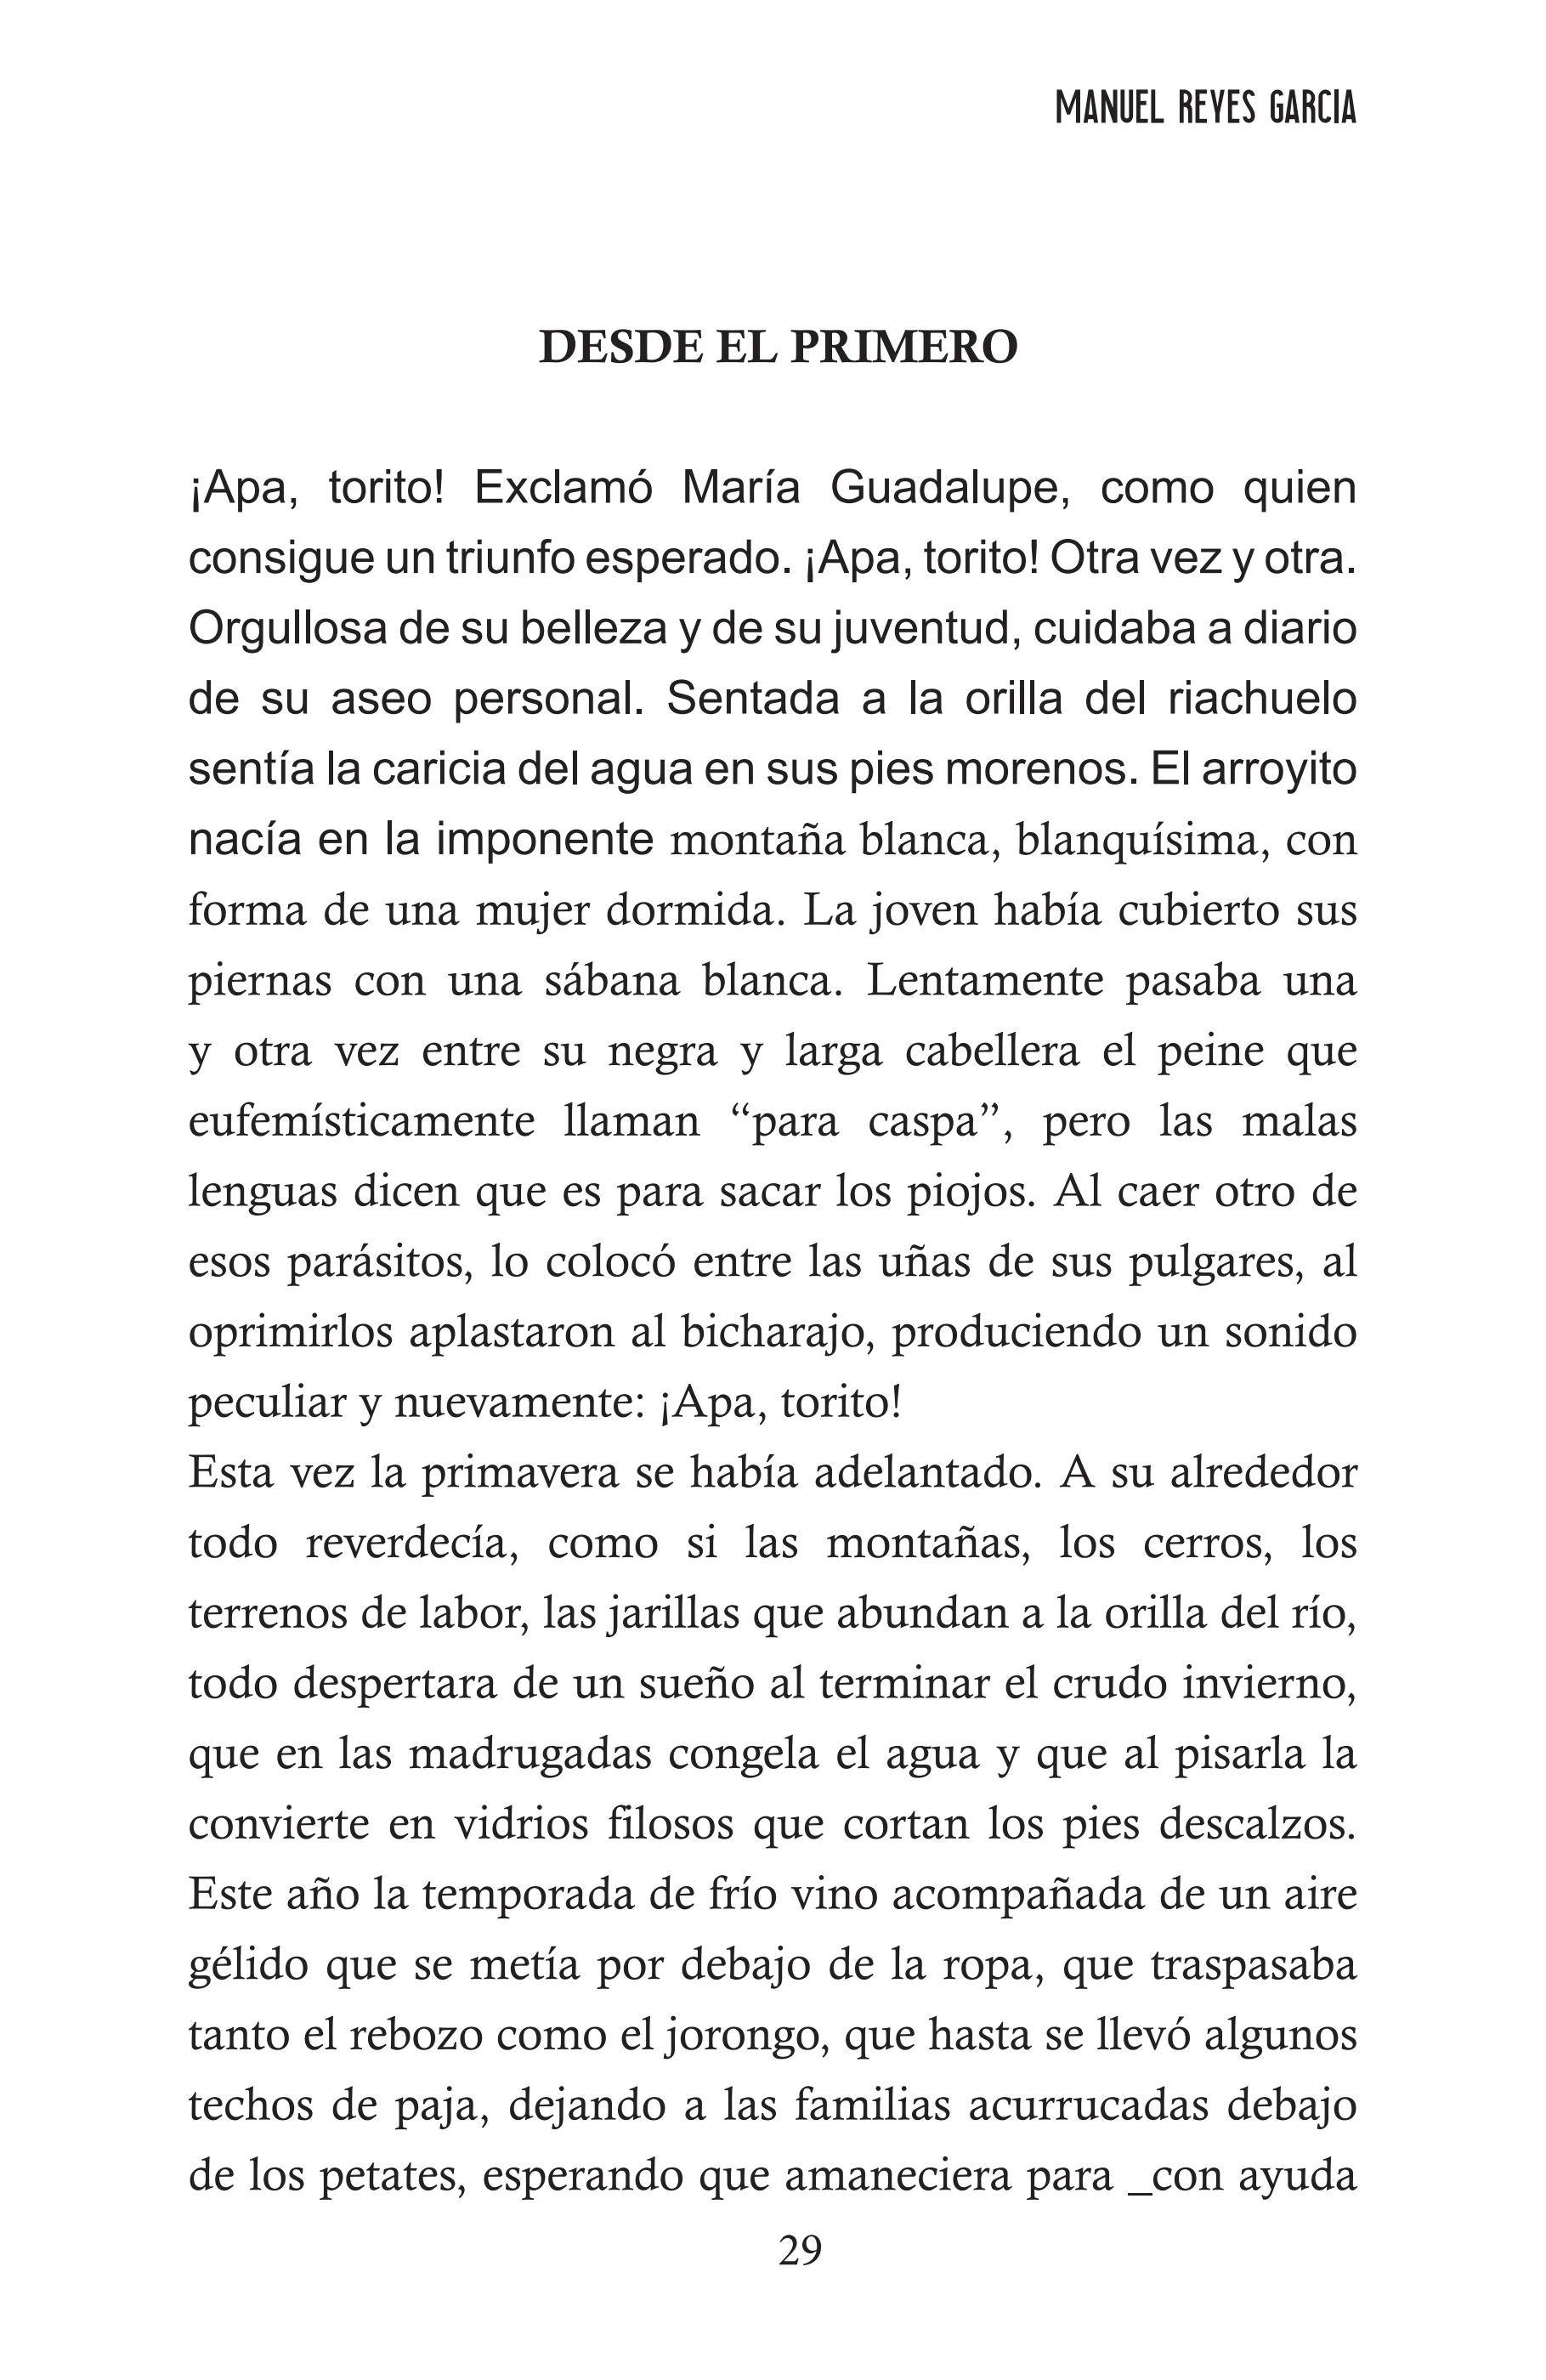 MANUEL REYES GARCIA
DESDE EL PRIMERO
¡Apa, torito! Exclamó María Guadalupe, como quien
consigue un triunfo esperado. ¡Apa, torito! Otra vez y otra.
Orgullosa de su belleza y de su juventud, cuidaba a diario
de su aseo personal. Sentada a la orilla del riachuelo
sentía la caricia del agua en sus pies morenos. El arroyito
nacía en la imponente montaña blanca, blanquísima, con
forma de una mujer dormida. La joven había cubierto sus
piernas con una sábana blanca. Lentamente pasaba una
y otra vez entre su negra y larga cabellera el peine que
eufemísticamente llaman “para caspa”, pero las malas
lenguas dicen que es para sacar los piojos. Al caer otro de
esos parásitos, lo colocó entre las uñas de sus pulgares, al
oprimirlos aplastaron al bicharajo, produciendo un sonido
peculiar y nuevamente: ¡Apa, torito!
Esta vez la primavera se había adelantado. A su alrededor
todo reverdecía, como si las montañas, los cerros, los
terrenos de labor, las jarillas que abundan a la orilla del río,
todo despertara de un sueño al terminar el crudo invierno,
que en las madrugadas congela el agua y que al pisarla la
convierte en vidrios filosos que cortan los pies descalzos.
Este año la temporada de frío vino acompañada de un aire
gélido que se metía por debajo de la ropa, que traspasaba
tanto el rebozo como el jorongo, que hasta se llevó algunos
techos de paja, dejando a las familias acurrucadas debajo
de los petates, esperando que amaneciera para _con ayuda
29